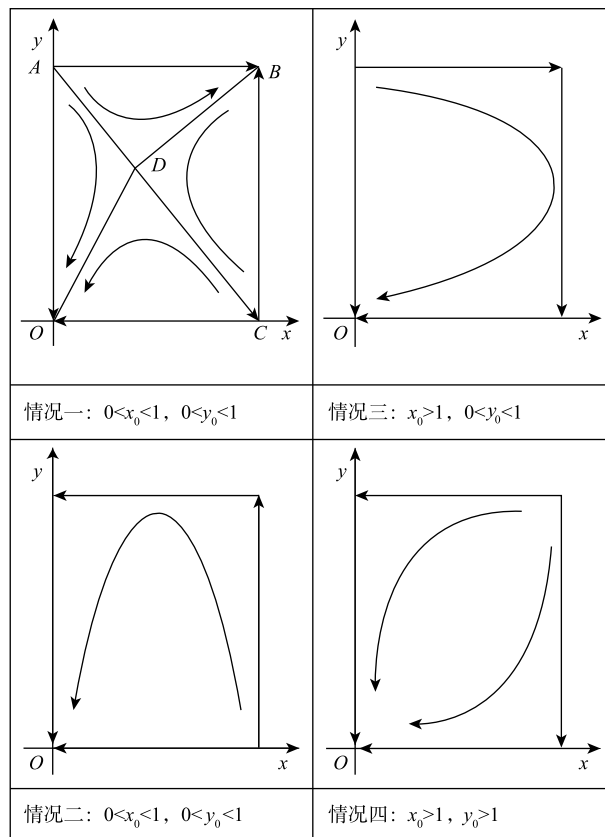 y
A
B
D
O
C
x
y
O
x
情况一：0<x₀<1，0<y₀<1
情况三：x₀>1，0<y₀<1
y
O
x
y
O
x
情况二：0<x₀<1，0<y₀<1
情况四：x₀>1，y₀>1